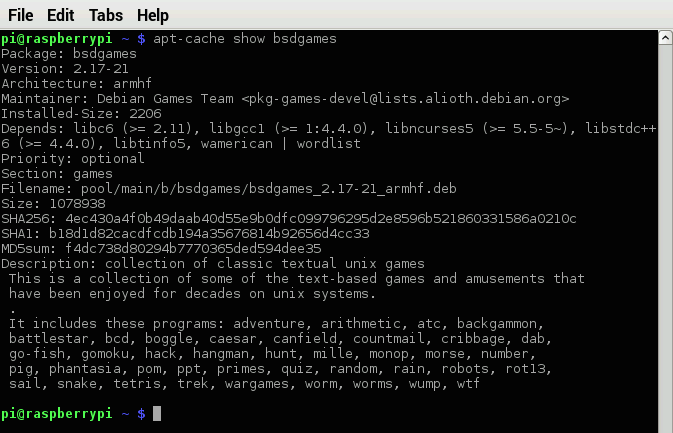 File Edit Tabs Help
pi@raspberrypi ~ $ apt-cache show bsdgames
Package: bsdgames
Version: 2.17-21
Architecture: armhf
Maintainer: Debian Games Team <pkg-games-devel@lists.alioth.debian.org>
Installed-Size: 2206
Depends: libc6 (>= 2.11), libgcc1 (>= 1:4.4.0), libncurses5 (>= 5.5-5~), libstdc++
6 (>= 4.4.0), libtinfo5, wamerican | wordlist
Priority: optional
Section: games
Filename: pool/main/b/bsdgames/bsdgames_2.17-21_armhf.deb
Size: 1078938
SHA256: 4ec430a4f0b49daab40d55e9b0dfc099796295d2e8596b521860331586a0210c
SHA1: b18d1d82cacdfcdb194a35676814b92656d4cc33
MD5sum: f4dc738d80294b7770365ded594dee35
Description: collection of classic textual unix games
 This is a collection of some of the text-based games and amusements that
 have been enjoyed for decades on unix systems.
 .
 It includes these programs: adventure, arithmetic, atc, backgammon,
 battlestar, bcd, boggle, caesar, canfield, countmail, cribbage, dab,
 go-fish, gomoku, hack, hangman, hunt, mille, monop, morse, number,
 pig, phantasia, pom, ppt, primes, quiz, random, rain, robots, rot13,
 sail, snake, tetris, trek, wargames, worm, worms, wump, wtf
pi@raspberrypi ~ $